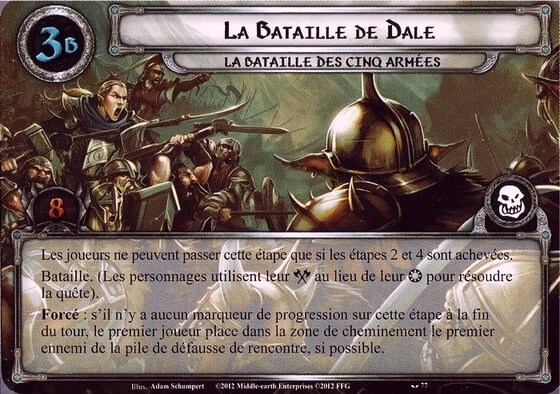 3B
La Bataille de Dale
La Bataille des Cinq Armées
8
Les joueurs ne peuvent passer cette étape que si les étapes 2 et 4 sont achevées.
Bataille. (Les personnages utilisent leur au lieu de leur pour résoudre
la quête).
Forcé : s’il n’y a aucun marqueur de progression sur cette étape à la fin
du tour, le premier joueur place dans la zone de cheminement le premier
ennemi de la pile de défausse de rencontre, si possible.
Illus. Adam Schumpert ©2012 Middle-earth Enterprises ©2012 FFG 77